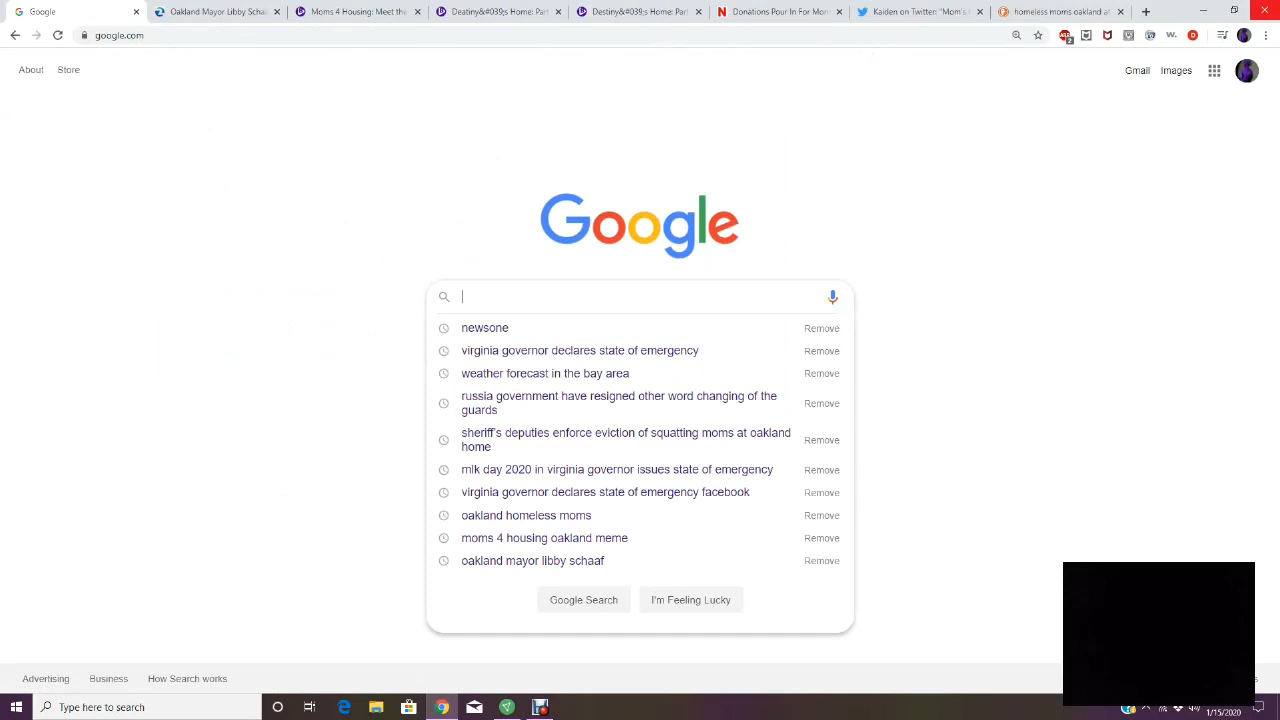 Google
Oakland Mayor Libby Scha
Moms 4 Housing: Meet the
Destiny&#039;s Home: Part
Destiny&#039;s Home: Part
Donations Pour In For Mom
Kaiden on Twitter: "Mom's
homeless moms oakland at
google.com
About
Store
Gmail
Images
Google
newsone
Remove
virginia governor declares state of emergency
Remove
weather forecast in the bay area
Remove
russia government have resigned other word changing of the
guards
Remove
sheriff's deputies enforce eviction of squatting moms at oakland
home
Remove
mlk day 2020 in virginia governor issues state of emergency
Remove
virginia governor declares state of emergency facebook
Remove
oakland homeless moms
Remove
moms 4 housing oakland meme
Remove
oakland mayor libby schaaf
Remove
Google Search
I'm Feeling Lucky
Advertising
Business
How Search works
Type here to search
1/15/2020